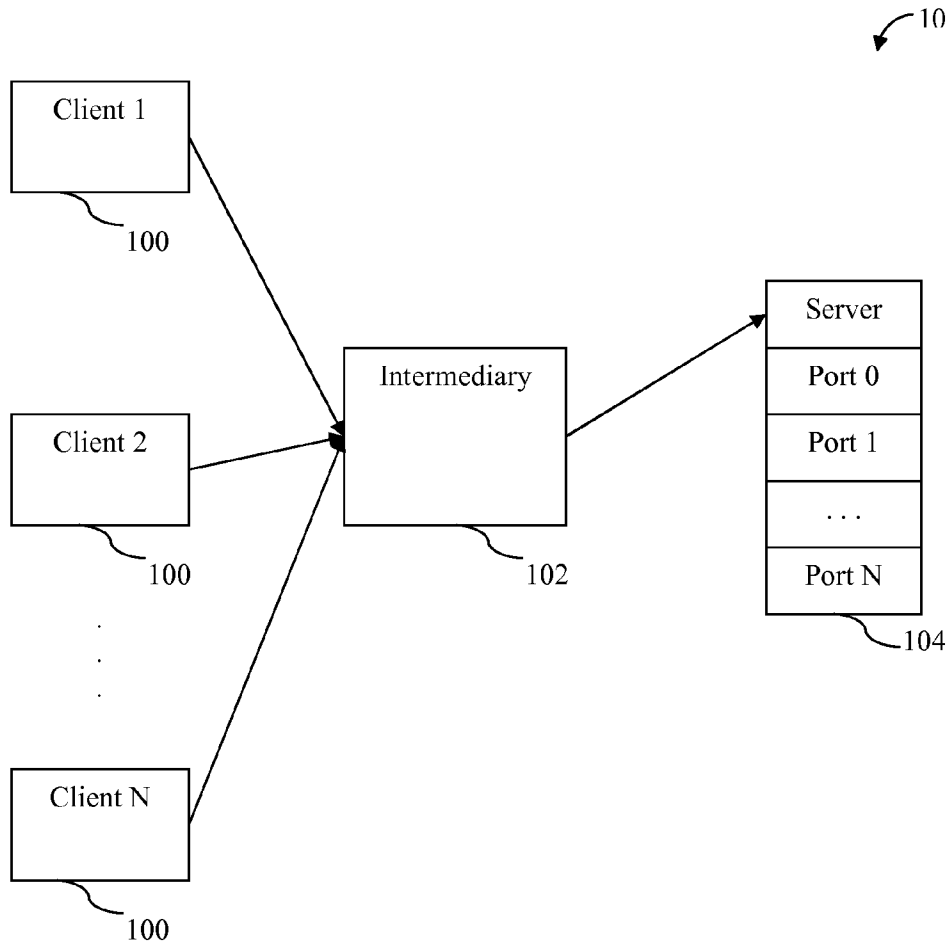 10
Client 1
100
Server
Intermediary
Port 0
Client 2
Port 1
. . .
100
102
Port N
104
.
.
.
Client N
100